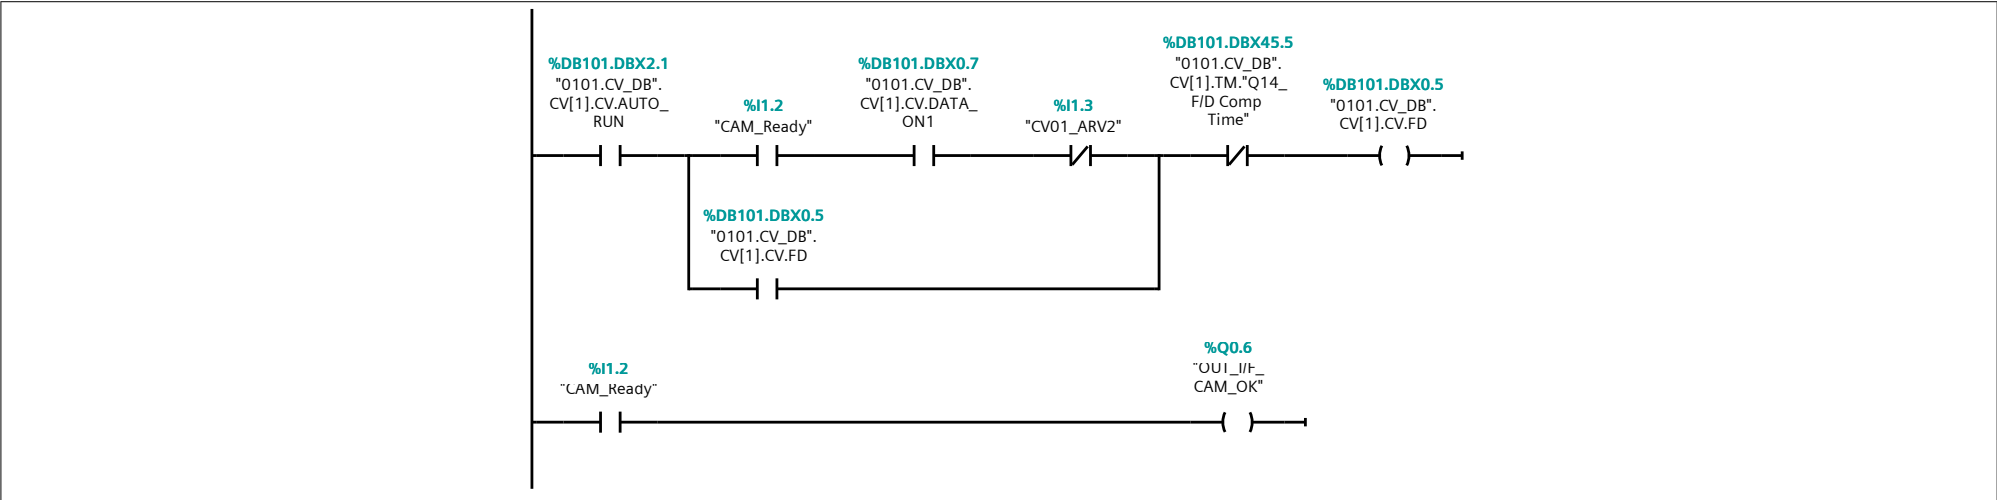 %DB101.DBX2.1
"0101.CV_DB".
CV[1].CV.AUTO_
RUN
%I1.2
"CAM_Ready"
%DB101.DBX0.7
"0101.CV_DB".
CV[1].CV.DATA_
ON1
%I1.3
"CV01_ARV2"
%DB101.DBX45.5
"0101.CV_DB".
CV[1].TM."Q14_
F/D Comp
Time"
%DB101.DBX0.5
"0101.CV_DB".
CV[1].CV.FD
%DB101.DBX0.5
"0101.CV_DB".
CV[1].CV.FD
%I1.2
"CAM_Ready"
%Q0.6
"OUT_I/F_
CAM_OK"